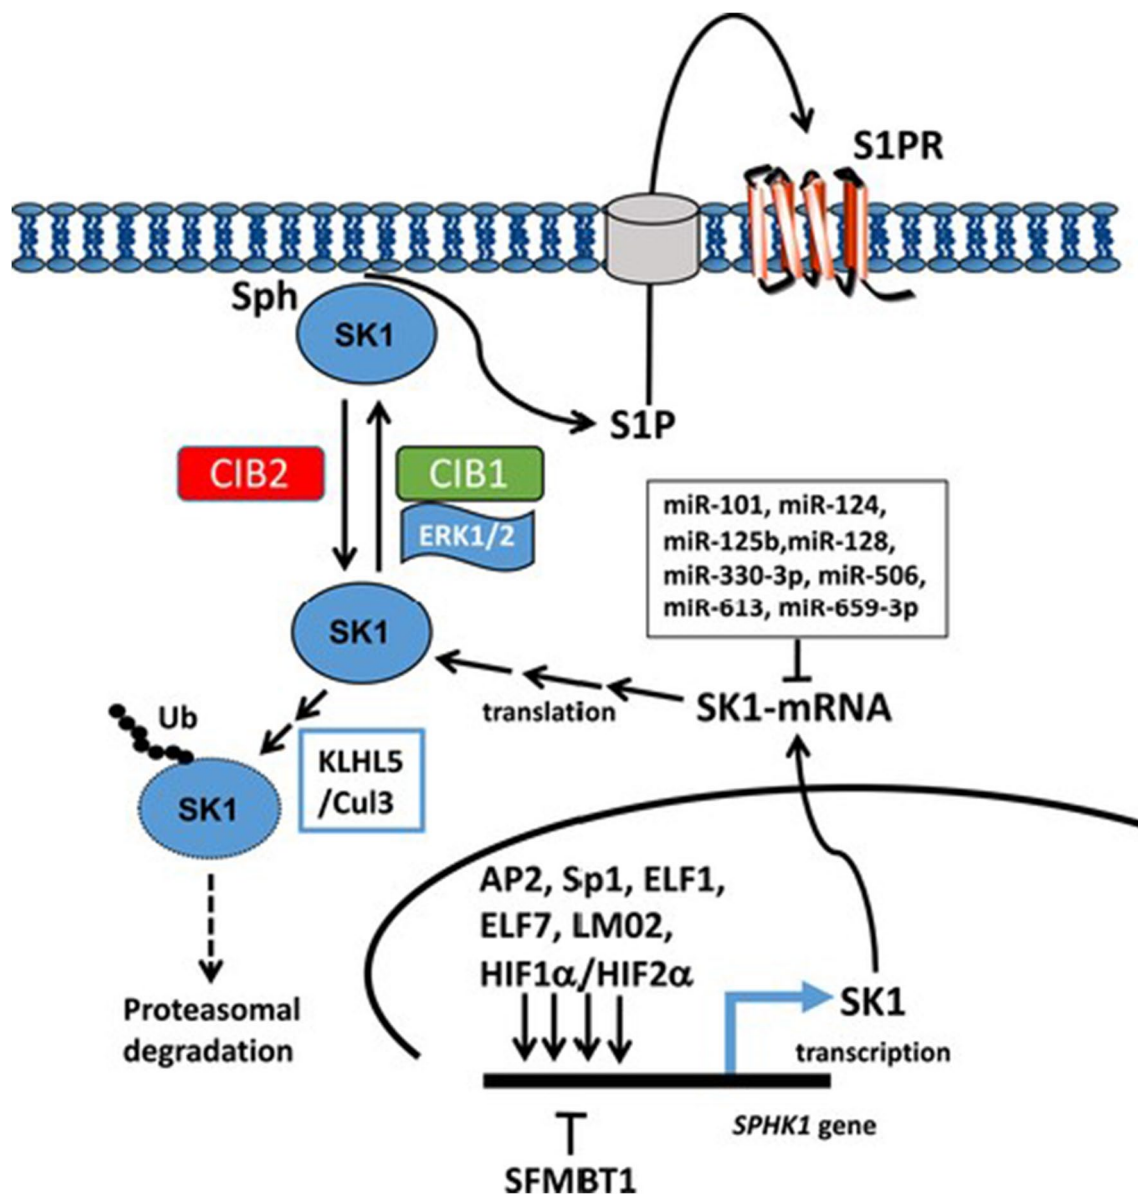 S1PR
Sph
SK1
S1P
CIB2
CIB1
ERK1/2
miR-101, miR-124,
miR-125b,miR-128,
miR-330-3p, miR-506,
miR-613, miR-659-3p
SK1
translation
SK1-mRNA
Ub
SK1
KLHL5
/Cul3
Proteasomal
degradation
AP2, Sp1, ELF1,
ELF7, LM02,
HIF1α/HIF2α
SK1
transcription
SPHK1 gene
SFMBT1